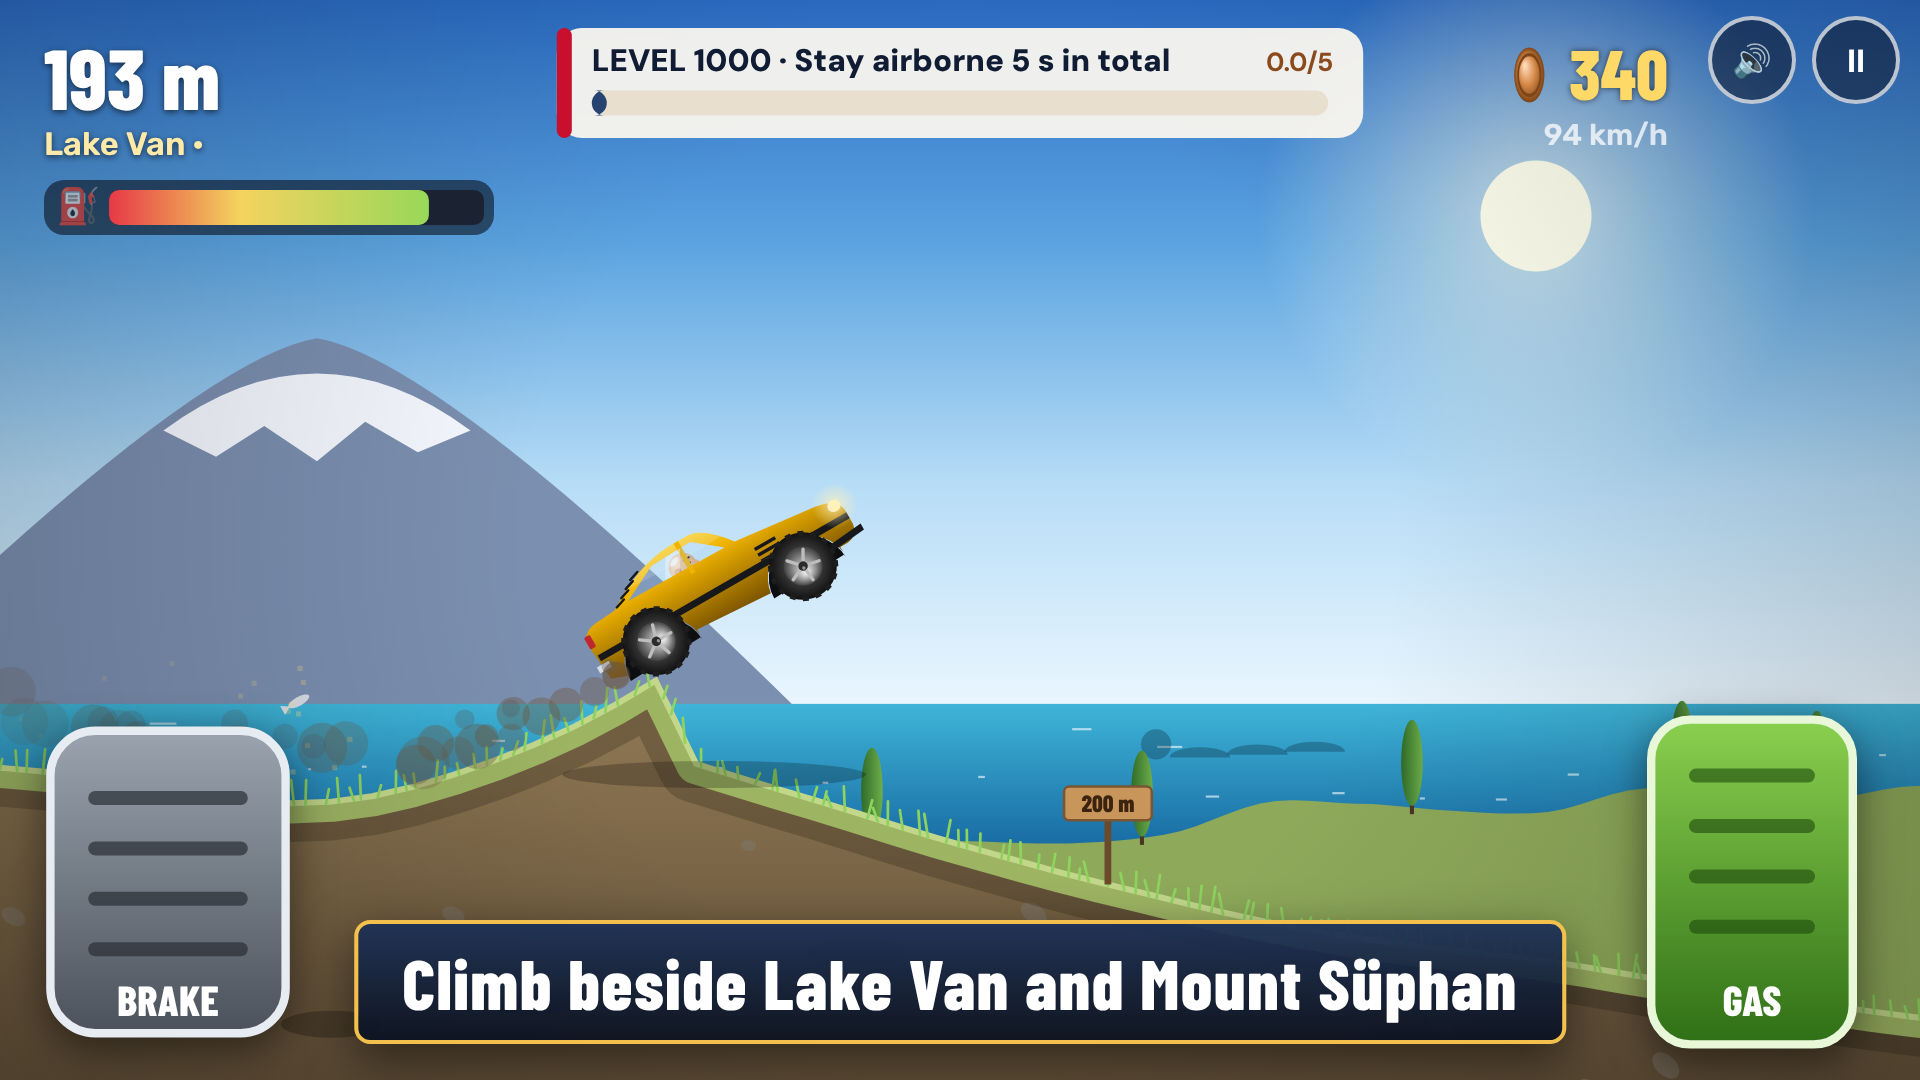 193 m
Lake Van •
LEVEL 1000 · Stay airborne 5 s in total
0.0/5
340
94 km/h
200 m
BRAKE
Climb beside Lake Van and Mount Süphan
GAS